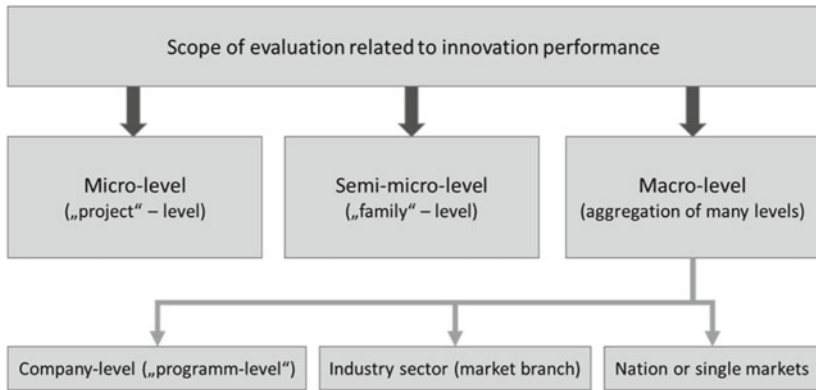 Scope of evaluation related to innovation performance
Micro-level
(„project“ – level)
Semi-micro-level
(„family“ – level)
Macro-level
(aggregation of many levels)
Company-level („programm-level“)
Industry sector (market branch)
Nation or single markets